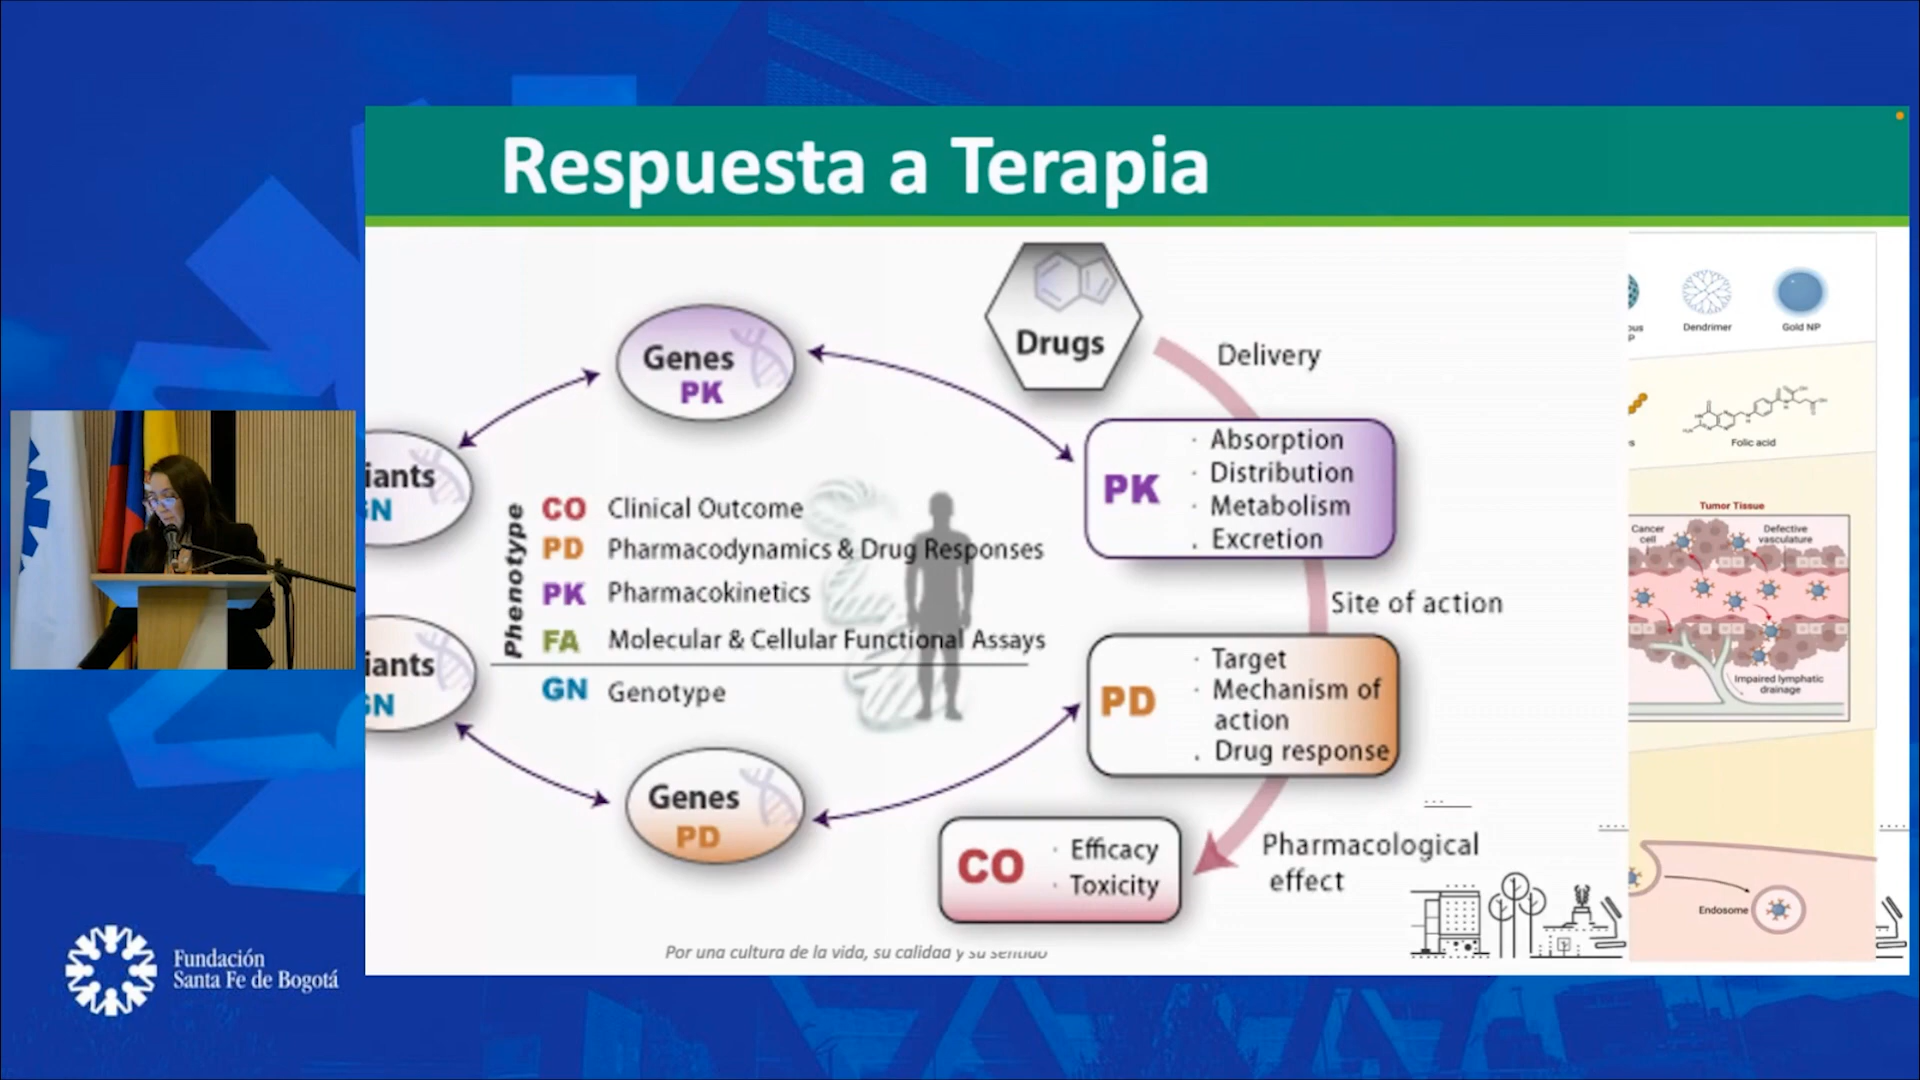 Respuesta a Terapia
Drugs
Delivery
Genes
PK
iants
GN
Phenotype
CO Clinical Outcome
PD Pharmacodynamics & Drug Responses
PK Pharmacokinetics
FA Molecular & Cellular Functional Assays
GN Genotype
PK
· Absorption
· Distribution
· Metabolism
. Excretion
Site of action
iants
GN
PD
· Target
· Mechanism of
action
. Drug response
Genes
PD
CO
· Efficacy
· Toxicity
Pharmacological
effect
Por una cultura de la vida, su calidad y su sentido
Dendrimer
Gold NP
Folic acid
Tumor Tissue
Cancer
cell
Defective
vasculature
Impaired lymphatic
drainage
Endosome
Fundación
Santa Fe de Bogotá